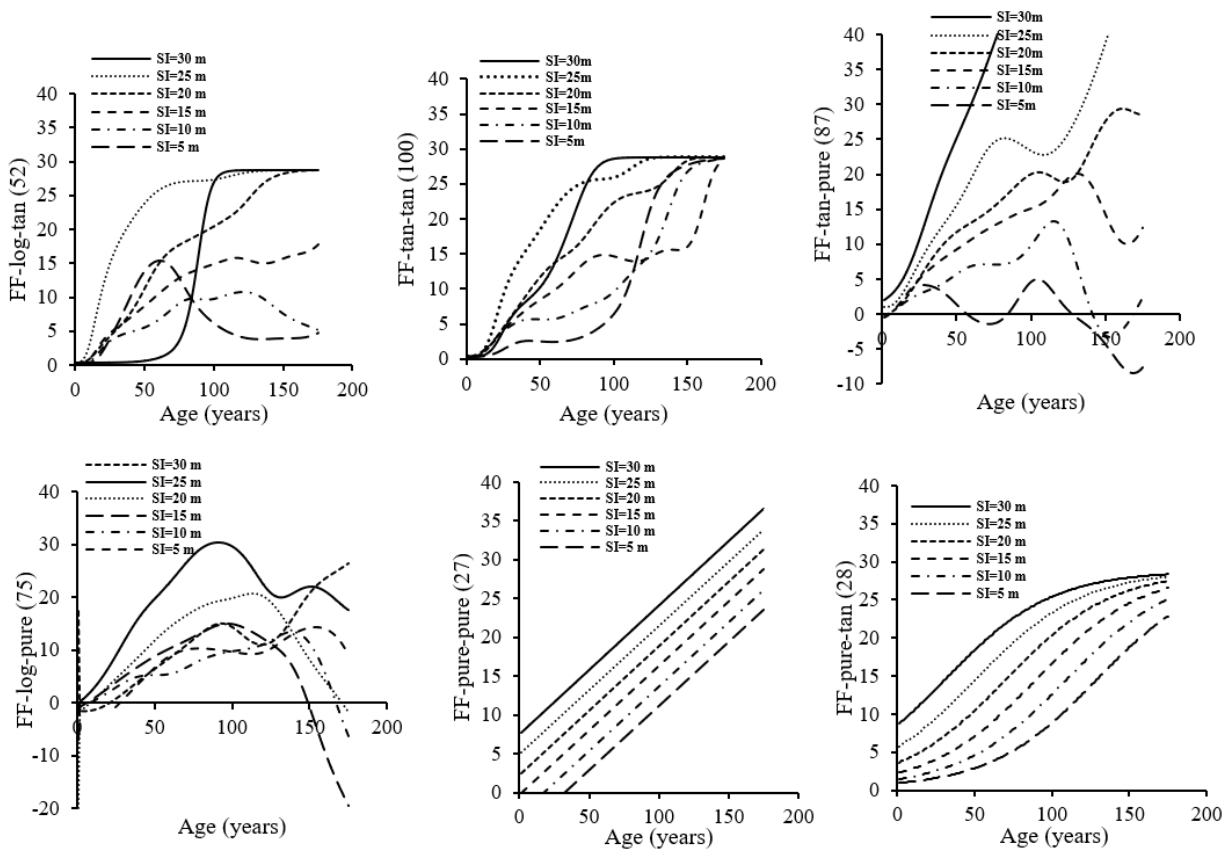 SI=30 m
SI=25 m
SI=20 m
SI=15 m
SI=10 m
SI=5 m
40
35
30
25
20
15
10
5
0
0 50 100 150 200
FF-log-tan (52)
Age (years)
SI=30m
SI=25m
SI=20m
SI=15m
SI=10m
SI=5m
40
35
30
25
20
15
10
5
0
0 50 100 150 200
FF-tan-tan (100)
Age (years)
SI=30m
SI=25m
SI=20m
SI=15m
SI=10m
SI=5m
40
35
30
25
20
15
10
5
0
-5
-10
0 50 100 150 200
FF-tan-pure (87)
Age (years)
SI=30 m
SI=25 m
SI=20 m
SI=15 m
SI=10 m
SI=5 m
40
30
20
10
0
-10
-20
0 50 100 150 200
FF-log-pure (75)
Age (years)
SI=30 m
SI=25 m
SI=20 m
SI=15 m
SI=10 m
SI=5 m
40
35
30
25
20
15
10
5
0
0 50 100 150 200
FF-pure-pure (27)
Age (years)
SI=30 m
SI=25 m
SI=20 m
SI=15 m
SI=10 m
SI=5 m
40
35
30
25
20
15
10
5
0
0 50 100 150 200
FF-pure-tan (28)
Age (years)